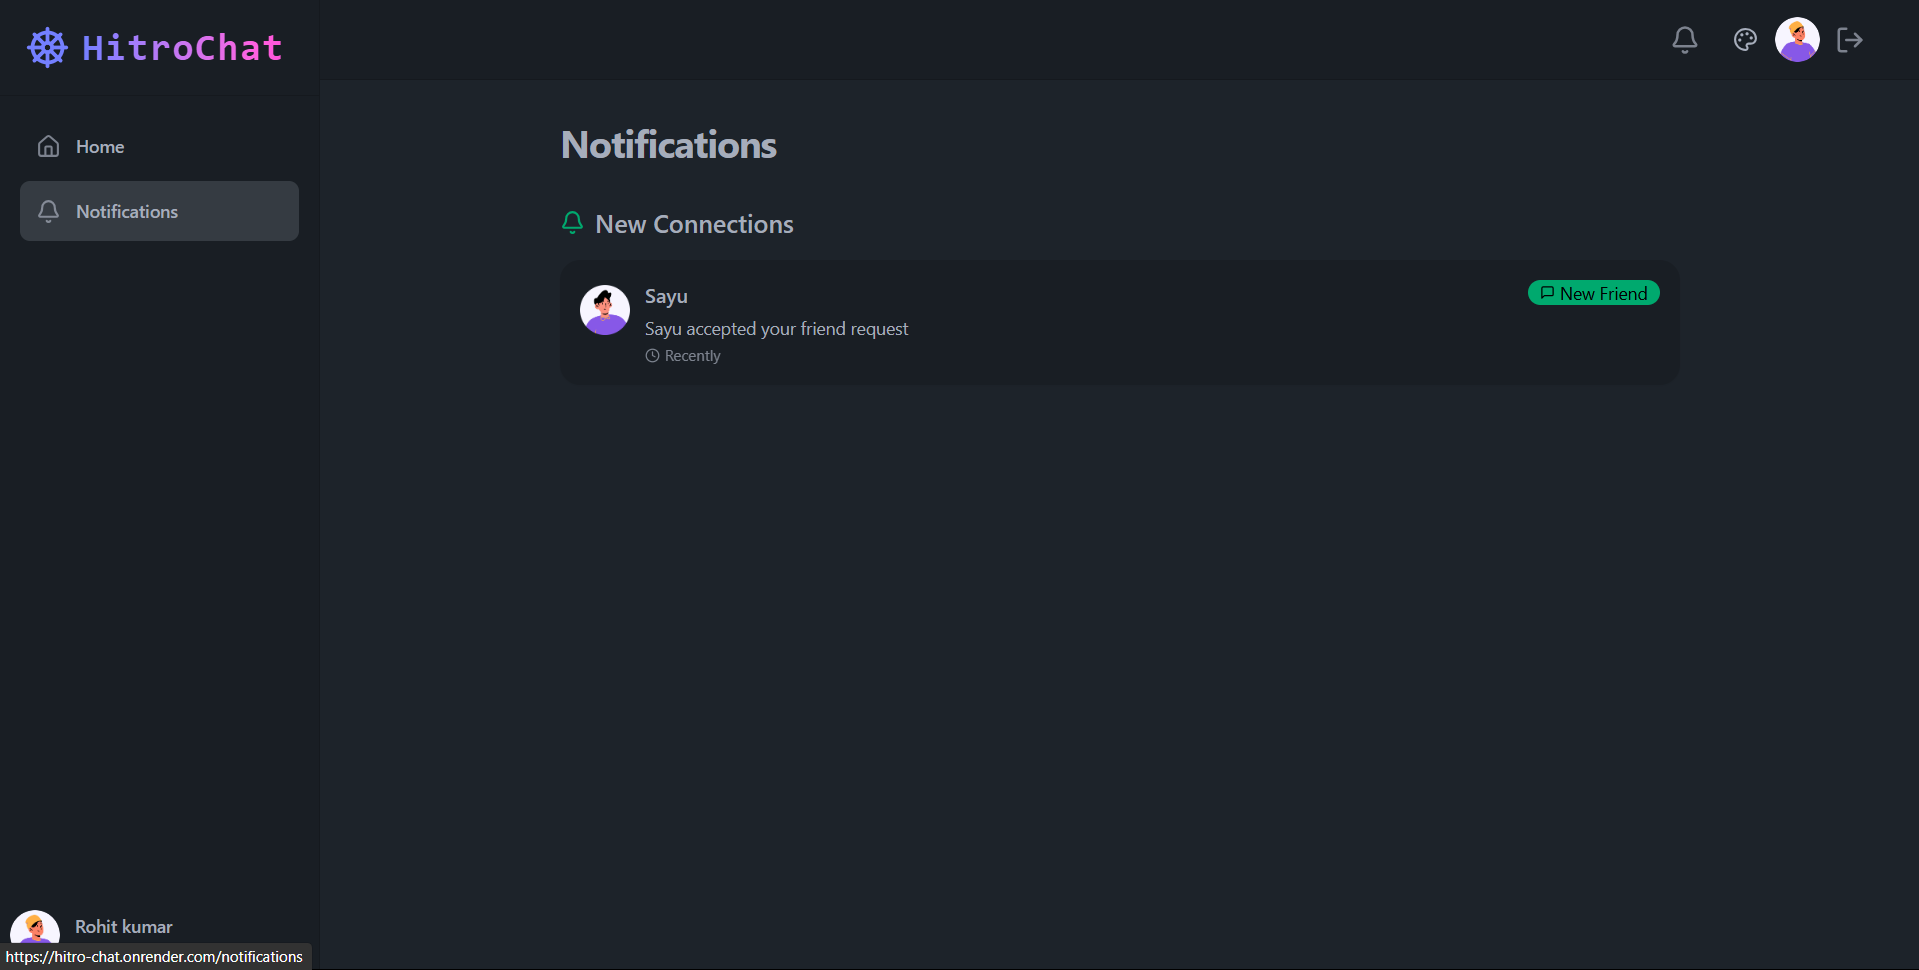 HitroChat
Home
Notifications
Notifications
New Connections
Sayu
New Friend
Sayu accepted your friend request
Recently
Rohit kumar
https://hitro-chat.onrender.com/notifications